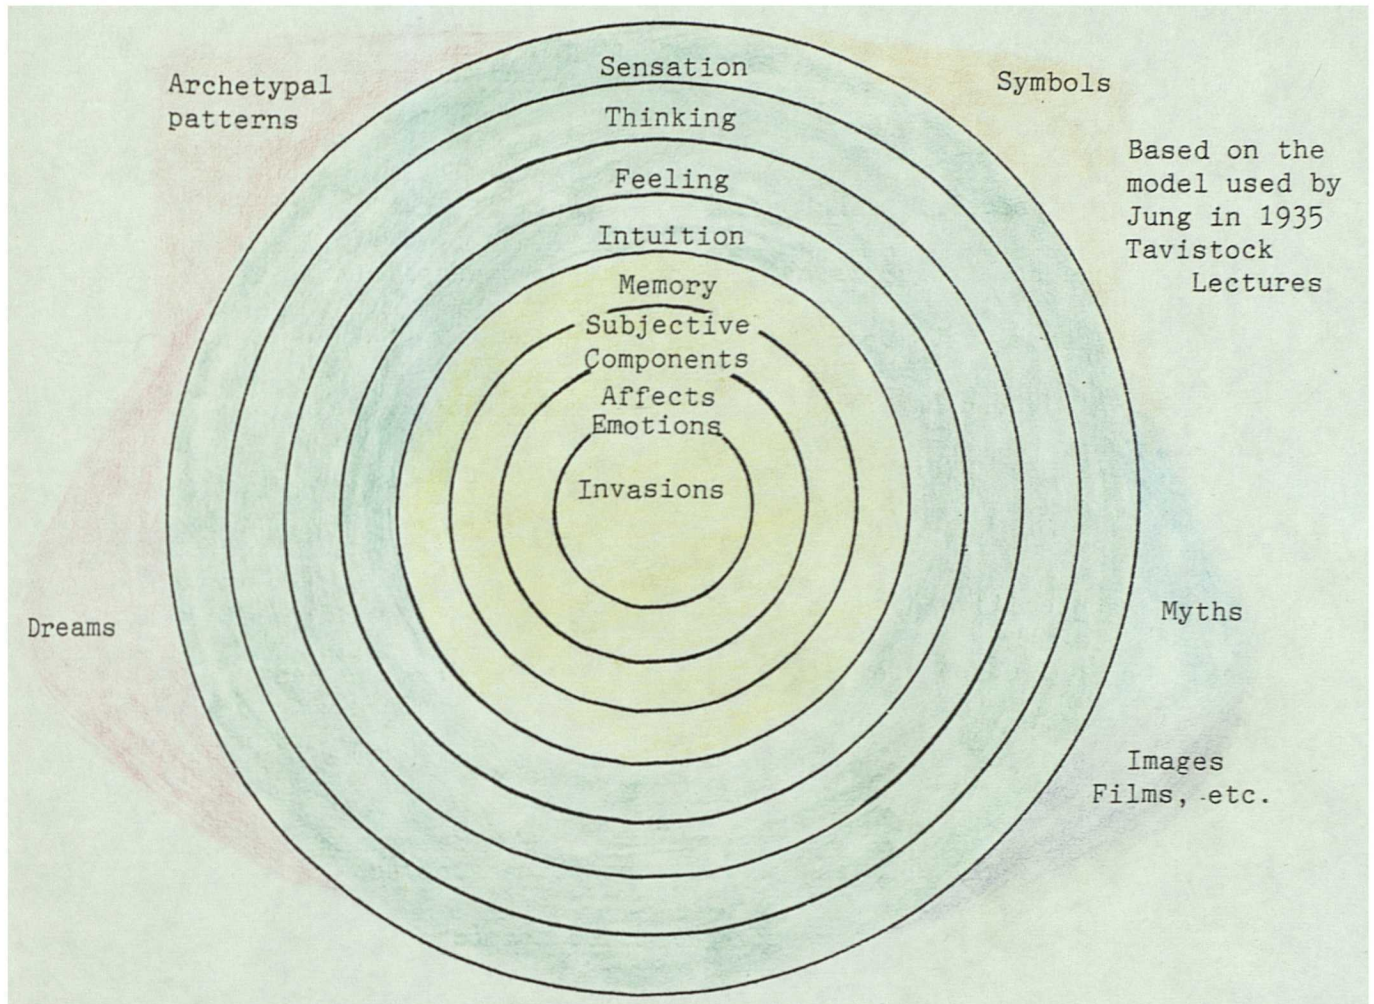 Archetypal
patterns
Sensation
Thinking
Feeling
Intuition
Memory
Subjective
Components
Affects
Emotions
Invasions
Symbols
Based on the
model used by
Jung in 1935
Tavistock
Lectures
Dreams
Myths
Images
Films, etc.